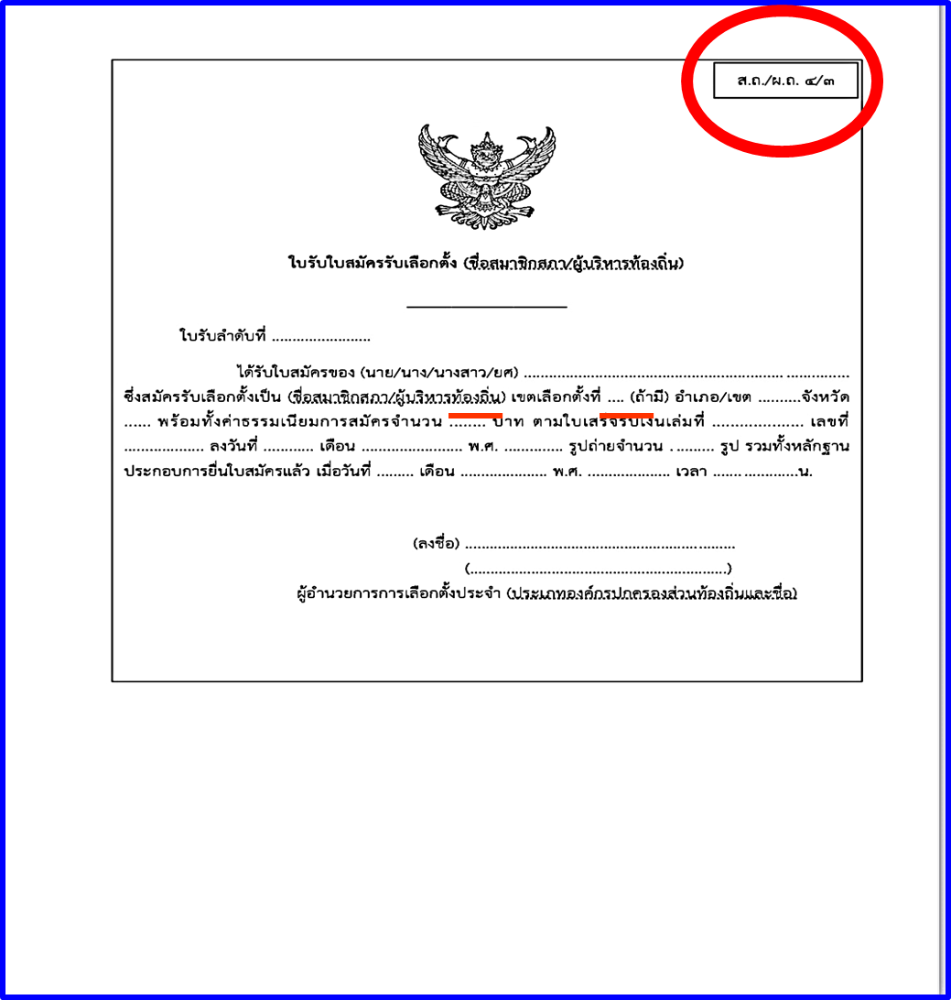 ส.ถ./ผ.ถ. ๔/๓
ใบรับใบสมัครรับเลือกตั้ง (ชื่อสมาชิกสภา/ผู้บริหารท้องถิ่น)
ใบรับลำดับที่ ........................
ได้รับใบสมัครของ (นาย/นาง/นางสาว/ยศ) ...............................................................................
ซึ่งสมัครรับเลือกตั้งเป็น (ชื่อสมาชิกสภา/ผู้บริหารท้องถิ่น) เขตเลือกตั้งที่ .... (ถ้ามี) อำเภอ/เขต ..........จังหวัด
...... พร้อมทั้งค่าธรรมเนียมการสมัครจำนวน ........ บาท ตามใบเสร็จรับเงินเล่มที่ .................... เลขที่
................... ลงวันที่ ............ เดือน ........................ พ.ศ. .............. รูปถ่ายจำนวน . ......... รูป รวมทั้งหลักฐาน
ประกอบการยื่นใบสมัครแล้ว เมื่อวันที่ ......... เดือน ..................... พ.ศ. .................... เวลา ....... .............น.
(ลงชื่อ) .................................................................
(..............................................................)
ผู้อำนวยการการเลือกตั้งประจำ (ประเภทองค์กรปกครองส่วนท้องถิ่นและชื่อ)